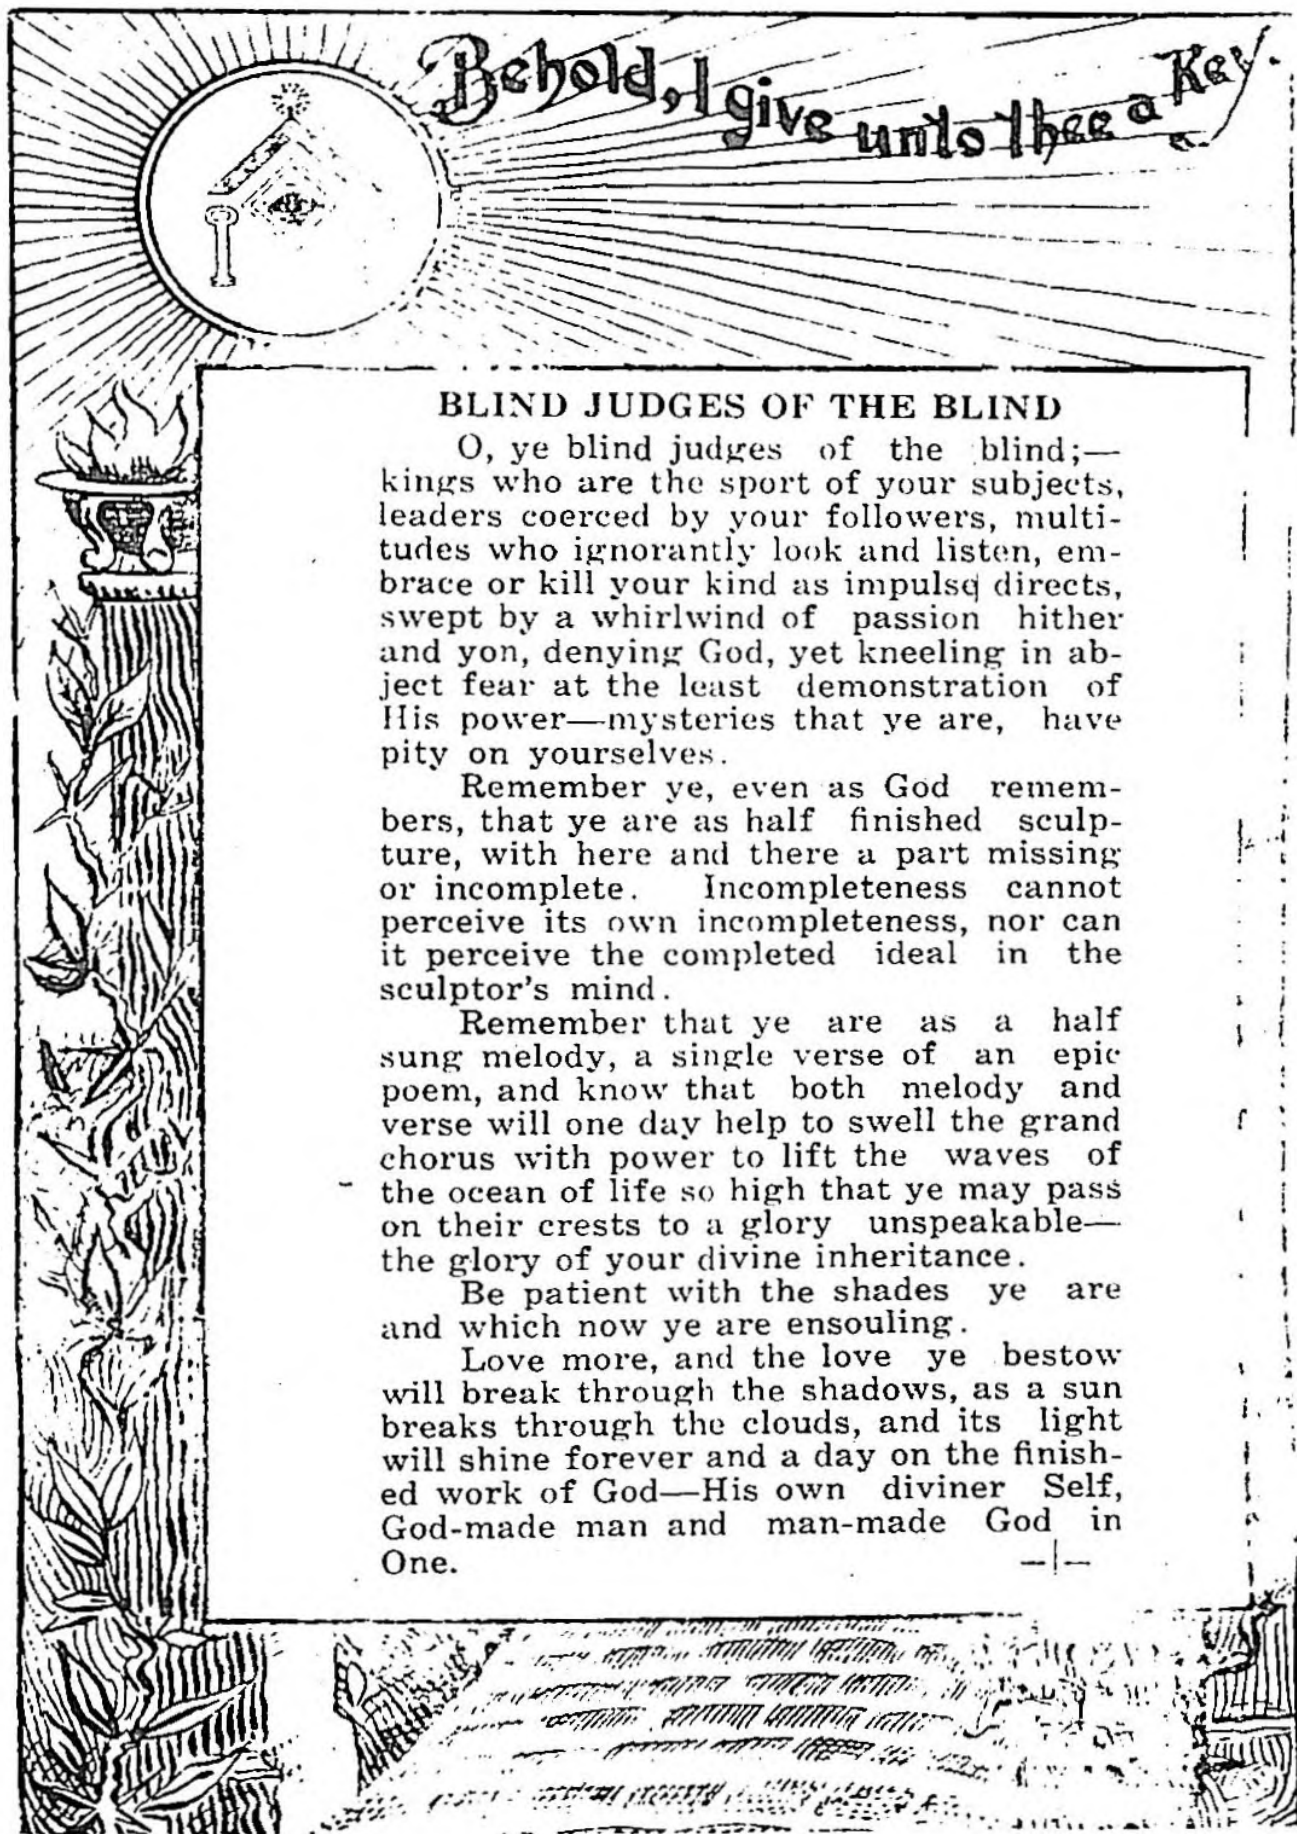 Behold, I give unto thee a Key.
BLIND JUDGES OF THE BLIND
O, ye blind judges of the blind;—
kings who are the sport of your subjects,
leaders coerced by your followers, multi-
tudes who ignorantly look and listen, em-
brace or kill your kind as impulse directs,
swept by a whirlwind of passion hither
and yon, denying God, yet kneeling in ab-
ject fear at the least demonstration of
His power—mysteries that ye are, have
pity on yourselves.
Remember ye, even as God remem-
bers, that ye are as half finished sculp-
ture, with here and there a part missing
or incomplete. Incompleteness cannot
perceive its own incompleteness, nor can
it perceive the completed ideal in the
sculptor's mind.
Remember that ye are as a half
sung melody, a single verse of an epic
poem, and know that both melody and
verse will one day help to swell the grand
chorus with power to lift the waves of
the ocean of life so high that ye may pass
on their crests to a glory unspeakable—
the glory of your divine inheritance.
Be patient with the shades ye are
and which now ye are ensouling.
Love more, and the love ye bestow
will break through the shadows, as a sun
breaks through the clouds, and its light
will shine forever and a day on the finish-
ed work of God—His own diviner Self,
God-made man and man-made God in
One.